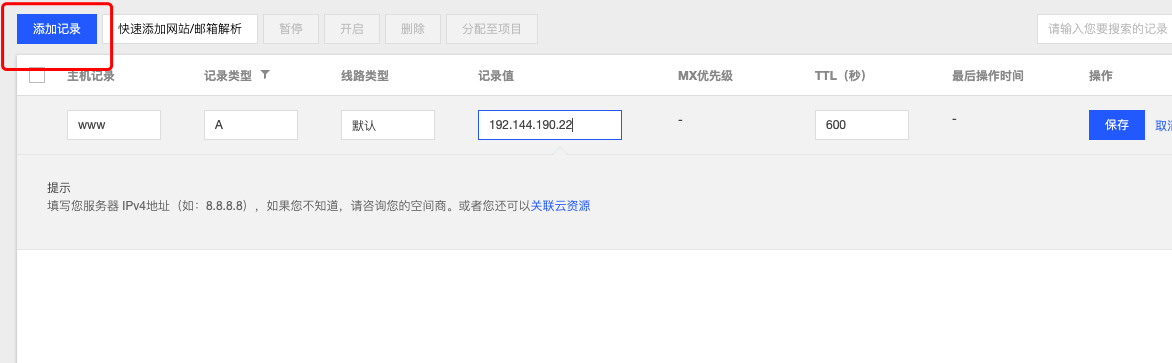 添加记录 快速添加网站/邮箱解析 暂停 开启 删除 分配至项目 请输入您要搜索的记录
主机记录 记录类型 线路类型 记录值 MX优先级 TTL（秒） 最后操作时间 操作
www A 默认 192.144.190.22 - 600 - 保存 取消
提示
填写您服务器 IPv4地址（如：8.8.8.8），如果您不知道，请咨询您的空间商。或者您还可以关联云资源